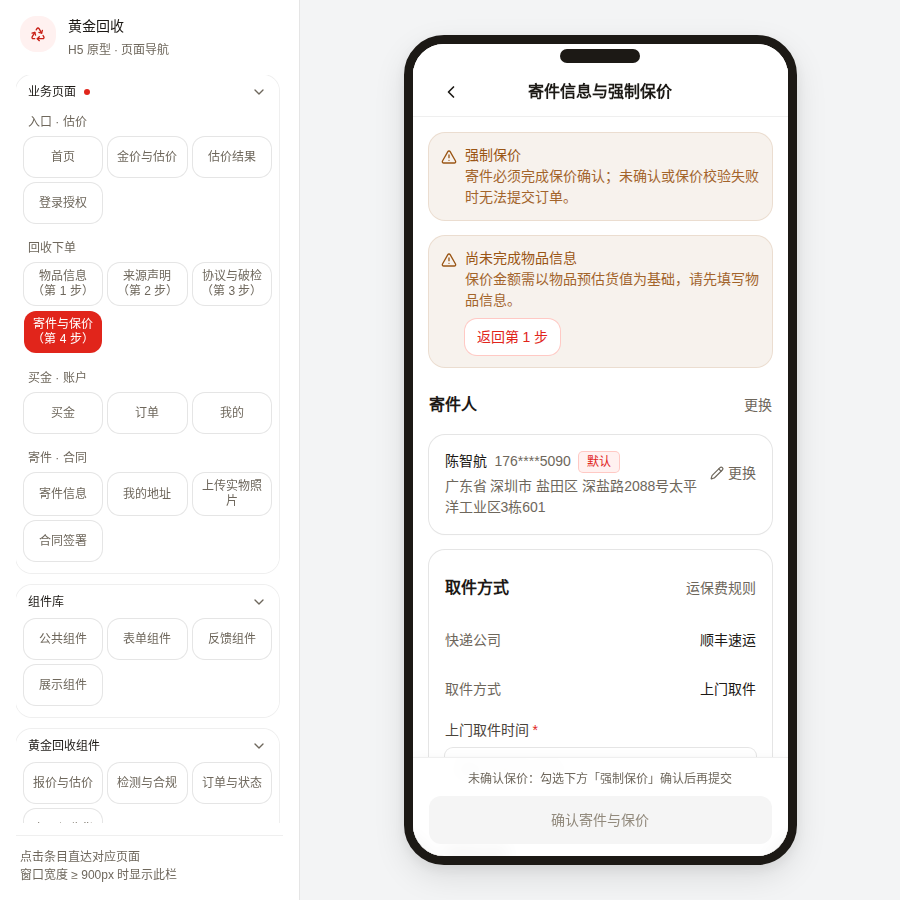 黄金回收
H5 原型 · 页面导航
业务页面
入口 · 估价
首页
金价与估价
估价结果
登录授权
回收下单
物品信息
（第 1 步）
来源声明
（第 2 步）
协议与破检
（第 3 步）
寄件与保价
（第 4 步）
买金 · 账户
买金
订单
我的
寄件 · 合同
寄件信息
我的地址
上传实物照
片
合同签署
组件库
公共组件
表单组件
反馈组件
展示组件
黄金回收组件
报价与估价
检测与合规
订单与状态
点击条目直达对应页面
窗口宽度 ≥ 900px 时显示此栏
寄件信息与强制保价
强制保价
寄件必须完成保价确认；未确认或保价校验失败
时无法提交订单。
尚未完成物品信息
保价金额需以物品预估货值为基础，请先填写物
品信息。
返回第 1 步
寄件人
更换
陈智航 176****5090 默认
广东省 深圳市 盐田区 深盐路2088号太平
洋工业区3栋601
更换
取件方式
运保费规则
快递公司
顺丰速运
取件方式
上门取件
上门取件时间 *
未确认保价：勾选下方「强制保价」确认后再提交
确认寄件与保价